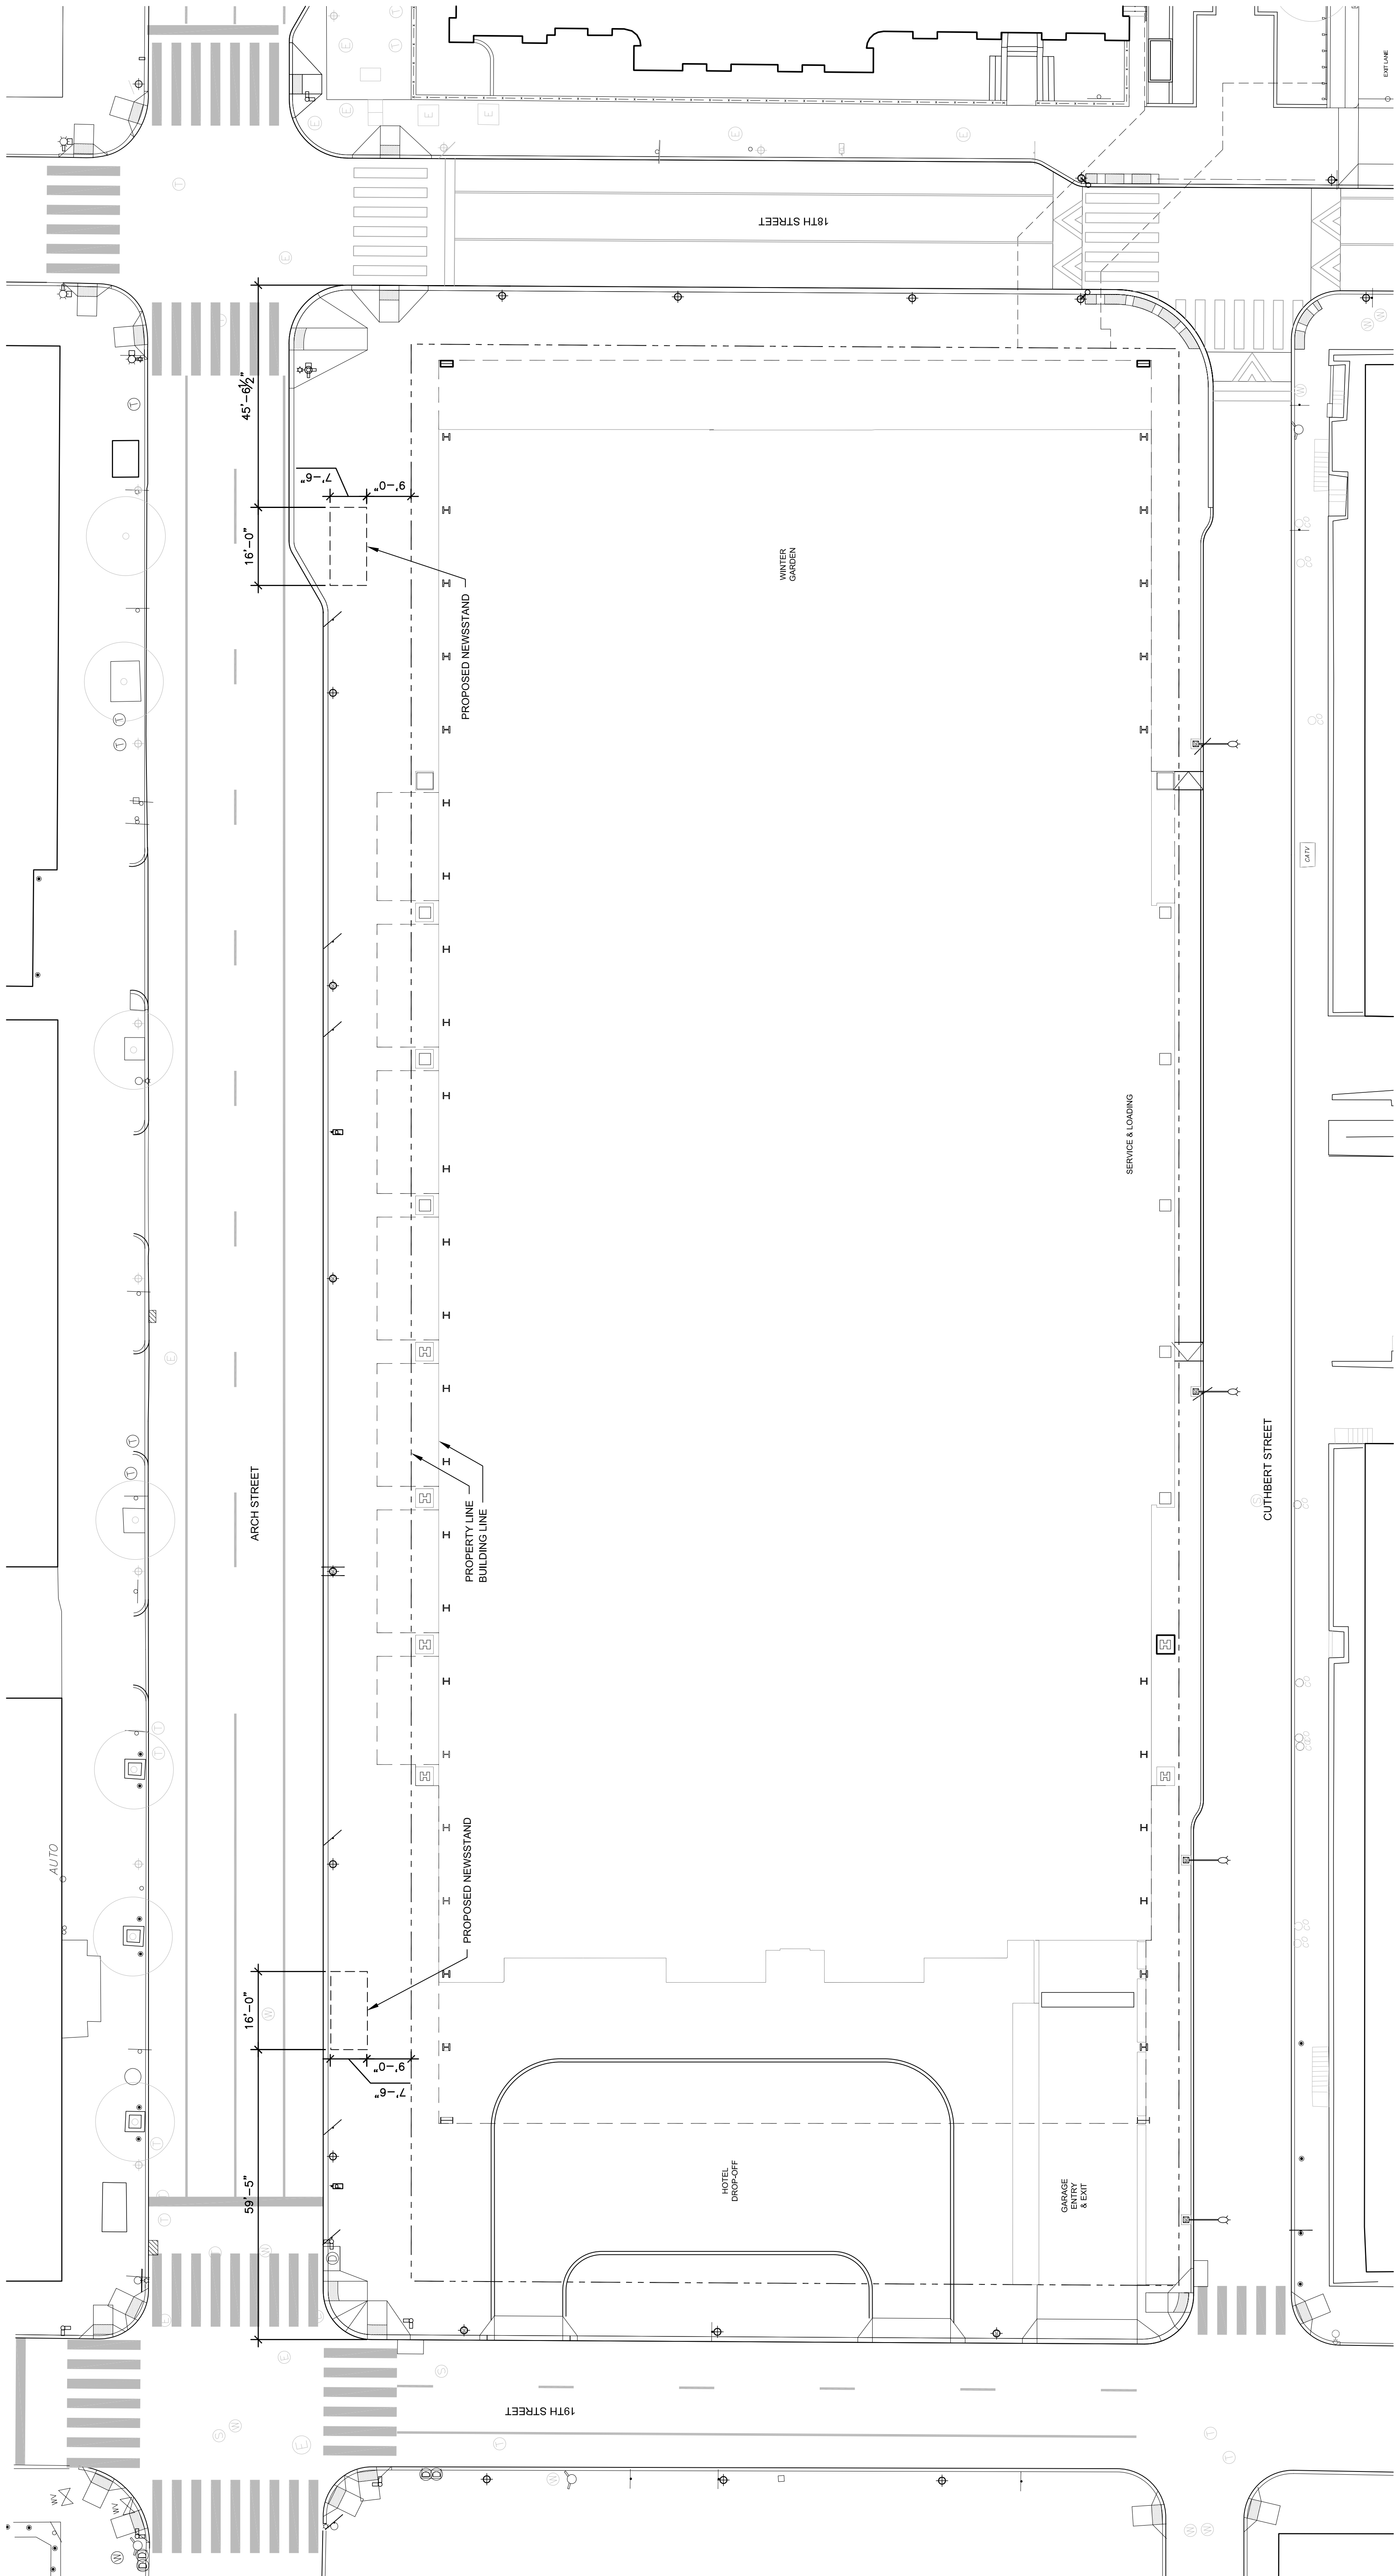 EXIT LANE
18TH STREET
45'-6½"
7'-6"
9'-0"
16'-0"
PROPOSED NEWSSTAND
WINTER
GARDEN
CATV
SERVICE & LOADING
ARCH STREET
PROPERTY LINE
BUILDING LINE
CUTHBERT STREET
AUTO
PROPOSED NEWSSTAND
16'-0"
9'-0"
7'-6"
59'-5"
HOTEL
DROP-OFF
GARAGE
ENTRY
& EXIT
19TH STREET
WV
WV